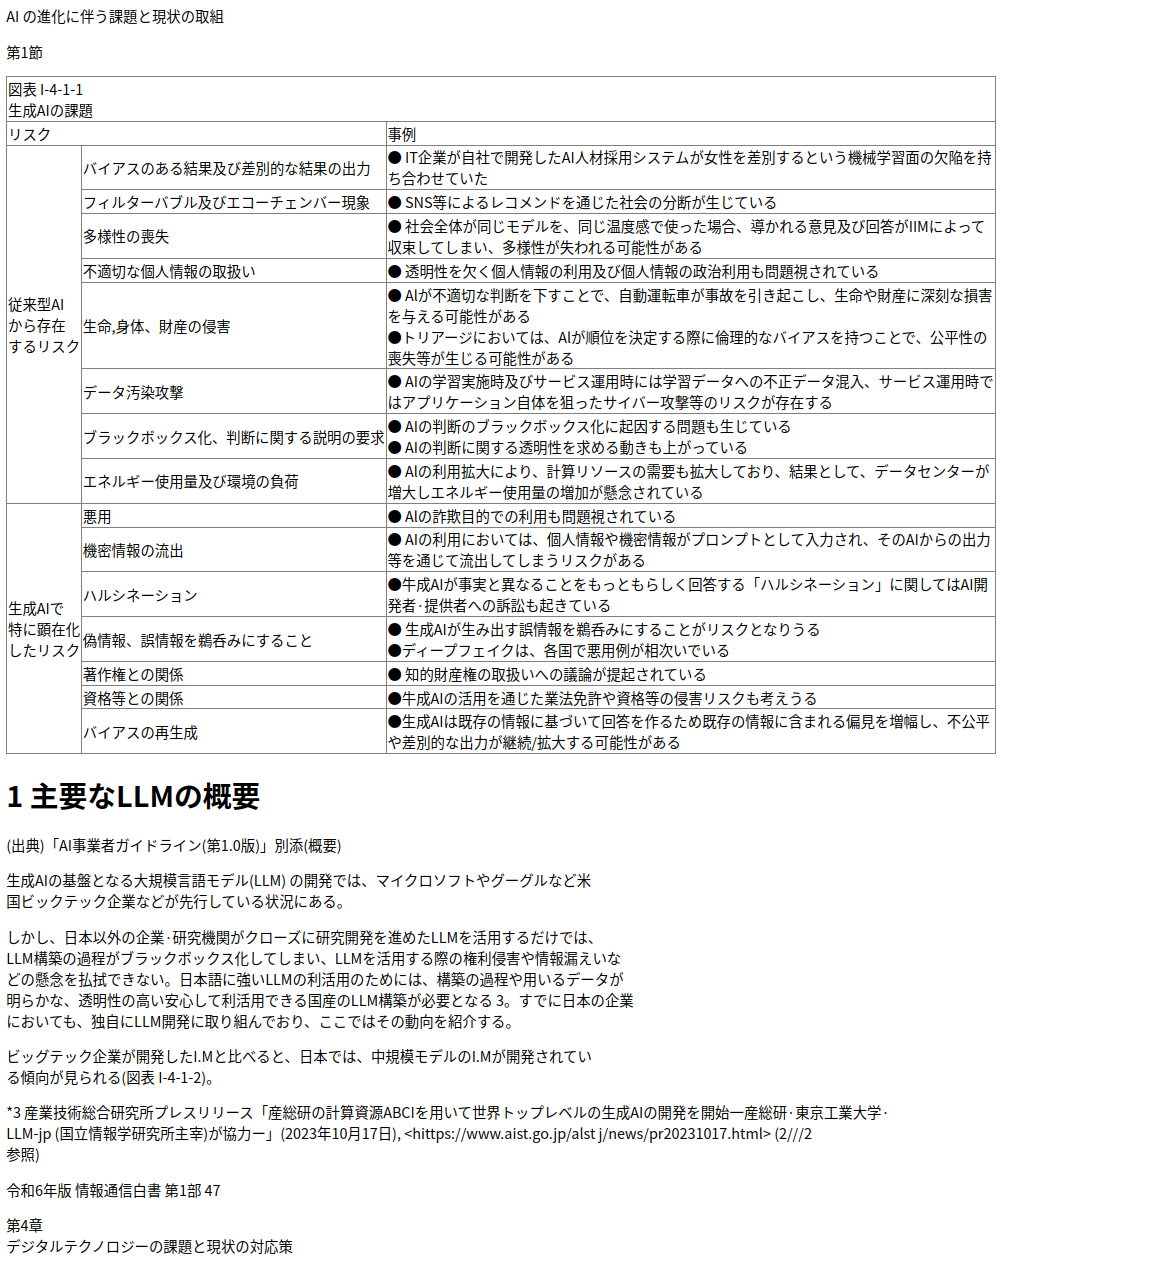 AI の進化に伴う課題と現状の取組
第1節
図表 I-4-1-1
生成AIの課題
リスク
事例
従来型AI
から存在
するリスク
バイアスのある結果及び差別的な結果の出力
● IT企業が自社で開発したAI人材採用システムが女性を差別するという機械学習面の欠陥を持
ち合わせていた
フィルターバブル及びエコーチェンバー現象
● SNS等によるレコメンドを通じた社会の分断が生じている
多様性の喪失
● 社会全体が同じモデルを、同じ温度感で使った場合、導かれる意見及び回答がIIMによって
収束してしまい、多様性が失われる可能性がある
不適切な個人情報の取扱い
● 透明性を欠く個人情報の利用及び個人情報の政治利用も問題視されている
生命,身体、財産の侵害
● AIが不適切な判断を下すことで、自動運転車が事故を引き起こし、生命や財産に深刻な損害
を与える可能性がある
●トリアージにおいては、AIが順位を決定する際に倫理的なバイアスを持つことで、公平性の
喪失等が生じる可能性がある
データ汚染攻撃
● AIの学習実施時及びサービス運用時には学習データへの不正データ混入、サービス運用時で
はアプリケーション自体を狙ったサイバー攻撃等のリスクが存在する
ブラックボックス化、判断に関する説明の要求
● AIの判断のブラックボックス化に起因する問題も生じている
● AIの判断に関する透明性を求める動きも上がっている
エネルギー使用量及び環境の負荷
● AIの利用拡大により、計算リソースの需要も拡大しており、結果として、データセンターが
増大しエネルギー使用量の増加が懸念されている
生成AIで
特に顕在化
したリスク
悪用
● AIの詐欺目的での利用も問題視されている
機密情報の流出
● AIの利用においては、個人情報や機密情報がプロンプトとして入力され、そのAIからの出力
等を通じて流出してしまうリスクがある
ハルシネーション
●牛成AIが事実と異なることをもっともらしく回答する「ハルシネーション」に関してはAI開
発者·提供者への訴訟も起きている
偽情報、誤情報を鵜呑みにすること
● 生成AIが生み出す誤情報を鵜呑みにすることがリスクとなりうる
●ディープフェイクは、各国で悪用例が相次いでいる
著作権との関係
● 知的財産権の取扱いへの議論が提起されている
資格等との関係
●牛成AIの活用を通じた業法免許や資格等の侵害リスクも考えうる
バイアスの再生成
●生成AIは既存の情報に基づいて回答を作るため既存の情報に含まれる偏見を増幅し、不公平
や差別的な出力が継続/拡大する可能性がある
1 主要なLLMの概要
(出典)「AI事業者ガイドライン(第1.0版)」別添(概要)
生成AIの基盤となる大規模言語モデル(LLM) の開発では、マイクロソフトやグーグルなど米
国ビックテック企業などが先行している状況にある。
しかし、日本以外の企業·研究機関がクローズに研究開発を進めたLLMを活用するだけでは、
LLM構築の過程がブラックボックス化してしまい、LLMを活用する際の権利侵害や情報漏えいな
どの懸念を払拭できない。日本語に強いLLMの利活用のためには、構築の過程や用いるデータが
明らかな、透明性の高い安心して利活用できる国産のLLM構築が必要となる 3。すでに日本の企業
においても、独自にLLM開発に取り組んでおり、ここではその動向を紹介する。
ビッグテック企業が開発したI.Mと比べると、日本では、中規模モデルのI.Mが開発されてい
る傾向が見られる(図表 I-4-1-2)。
*3 産業技術総合研究所プレスリリース「産総研の計算資源ABCIを用いて世界トップレベルの生成AIの開発を開始一産総研·東京工業大学·
LLM-jp (国立情報学研究所主宰)が協力ー」(2023年10月17日), <hittps://www.aist.go.jp/alst j/news/pr20231017.html> (2///2
参照)
令和6年版 情報通信白書 第1部 47
第4章
デジタルテクノロジーの課題と現状の対応策